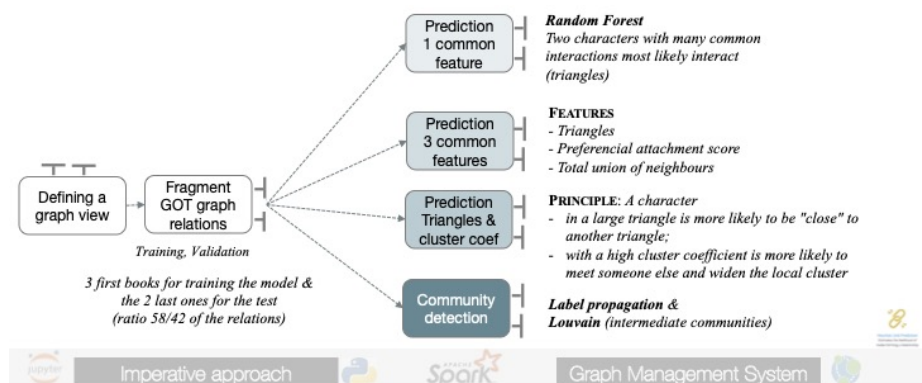 Prediction
1 common
feature
Random Forest
Two characters with many common
interactions most likely interact
(triangles)
Prediction
3 common
features
FEATURES
- Triangles
- Preferencial attachment score
- Total union of neighbours
Defining a
graph view
Fragment
GOT graph
relations
Training, Validation
3 first books for training the model &
the 2 last ones for the test
(ratio 58/42 of the relations)
Prediction
Triangles &
cluster coef
PRINCIPLE: A character
- in a large triangle is more likely to be "close" to
another triangle;
- with a high cluster coefficient is more likely to
meet someone else and widen the local cluster
Community
detection
Label propagation &
Louvain (intermediate communities)
jupyter
Imperative approach
APACHE
Spark
Graph Management System